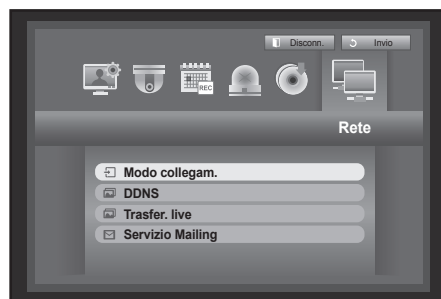 Disconn. Invio
REC
Rete
Modo collegam.
DDNS
Trasfer. live
Servizio Mailing